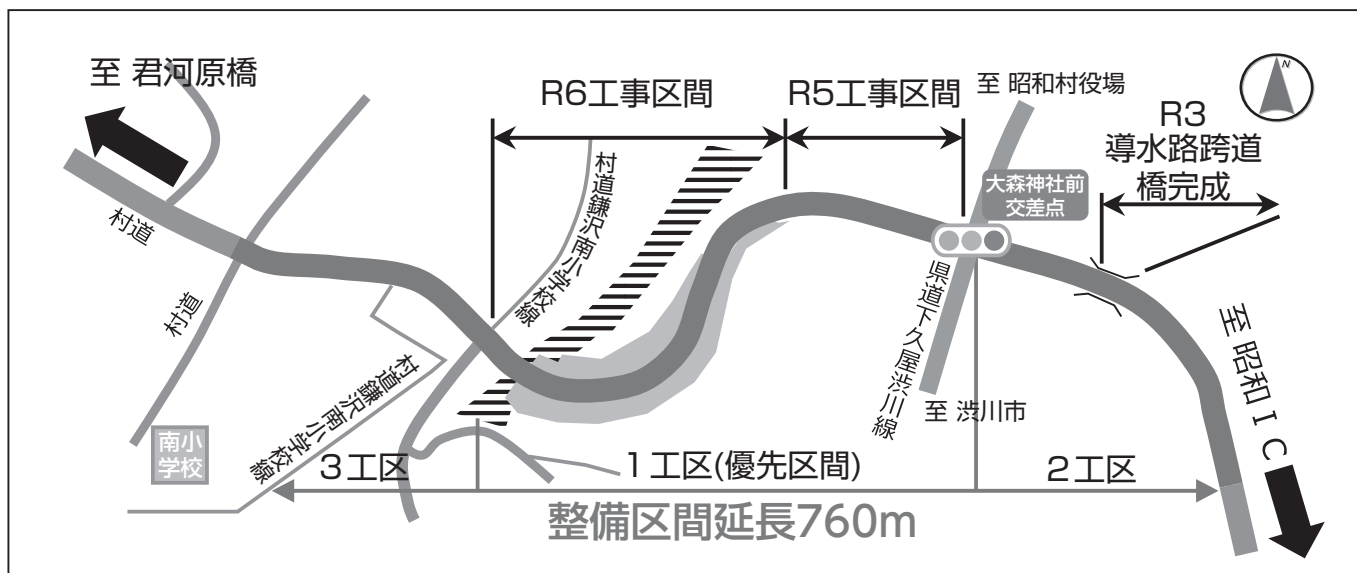 至 君河原橋
R6工事区間
R5工事区間
至 昭和村役場
N
R3
導水路跨道
橋完成
大森神社前
交差点
村道鎌沢南小学校線
村道
村道
県道下久屋渋川線
至 昭和IC
村道鎌沢南小学校線
至 渋川市
南小
学校
3工区
1工区(優先区間)
2工区
整備区間延長760m